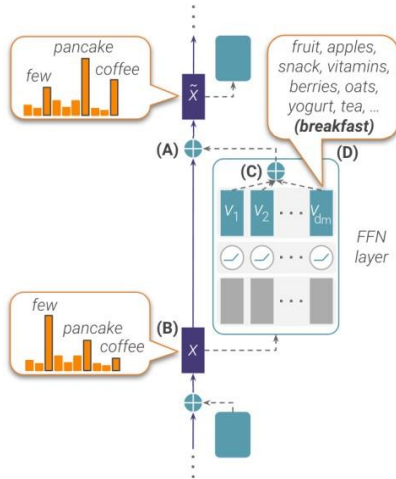 pancake
few
coffee
X̃
fruit, apples,
snack, vitamins,
berries, oats,
yogurt, tea, ...
(breakfast)
(A)
(C)
(D)
V1 V2 ··· Vdm
FFN
layer
few
pancake
coffee
(B)
X